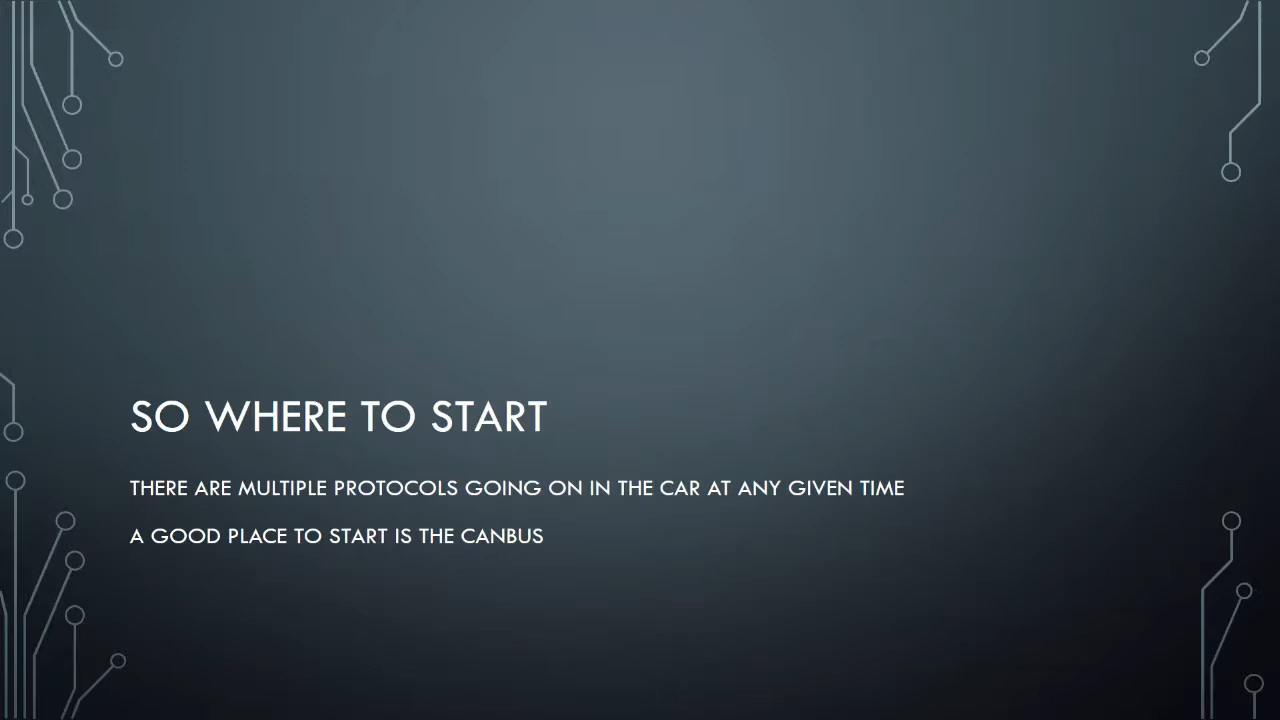 SO WHERE TO START
THERE ARE MULTIPLE PROTOCOLS GOING ON IN THE CAR AT ANY GIVEN TIME
A GOOD PLACE TO START IS THE CANBUS